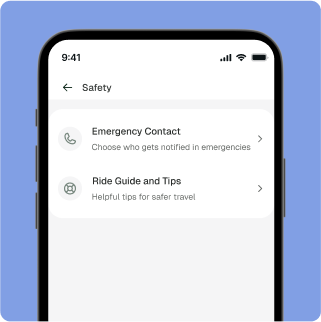 9:41
Safety
Emergency Contact
Choose who gets notified in emergencies
Ride Guide and Tips
Helpful tips for safer travel